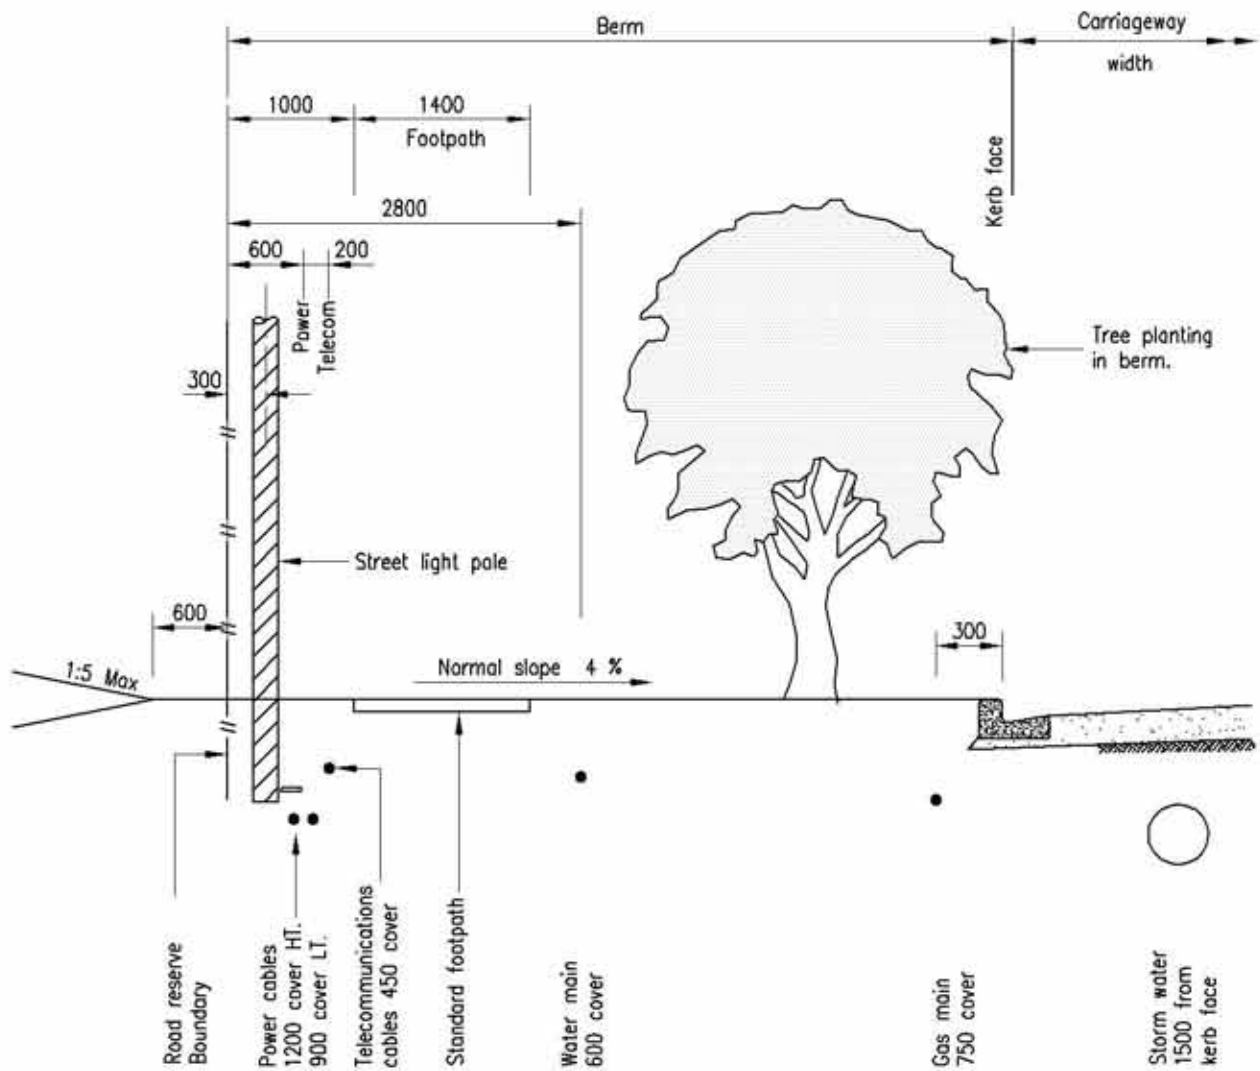 Berm
Carriageway
width
1000
1400
Footpath
Kerb face
2800
600
200
Power
Telecom
Tree planting
in berm.
300
Street light pole
600
300
1:5 Max
Normal slope 4 %
Road reserve
Boundary
Power cables
1200 cover HT.
900 cover LT.
Telecommunications
cables 450 cover
Standard footpath
Water main
600 cover
Gas main
750 cover
Storm water
1500 from
kerb face